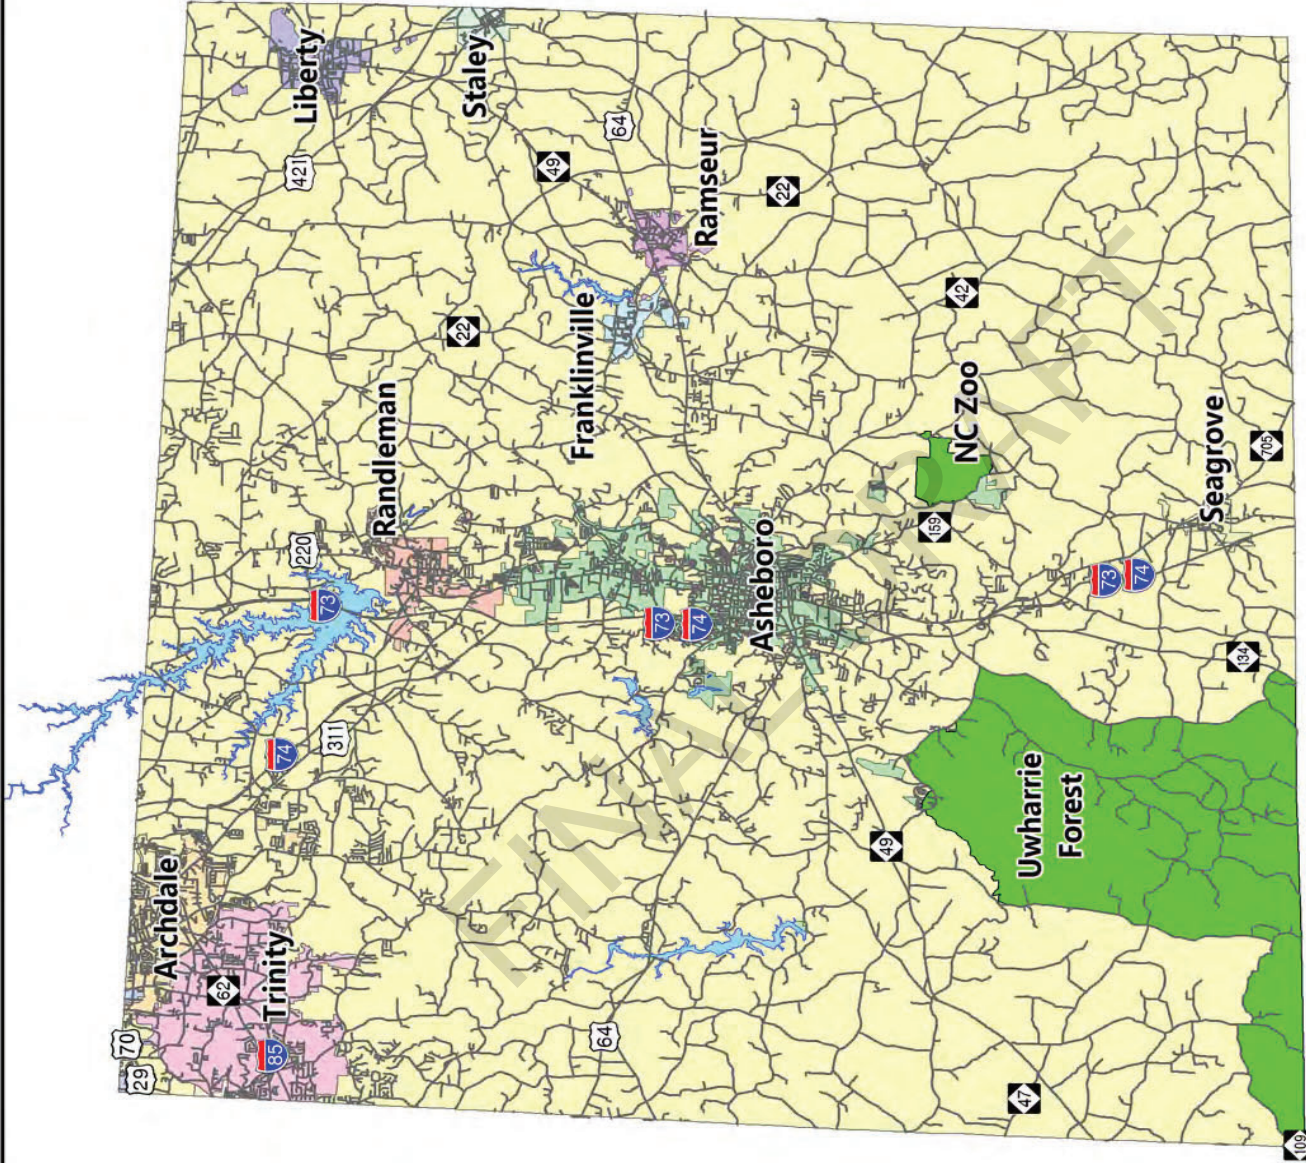 Liberty
Staley
421
64
49
Ramseur
22
22
Franklinville
42
Randleman
NC Zoo
Seagrove
705
220
73
159
Asheboro
73
74
73
74
134
74
311
Uwharrie
Forest
49
Archdale
62
Trinity
85
70
29
64
47
109
FINAL DRAFT